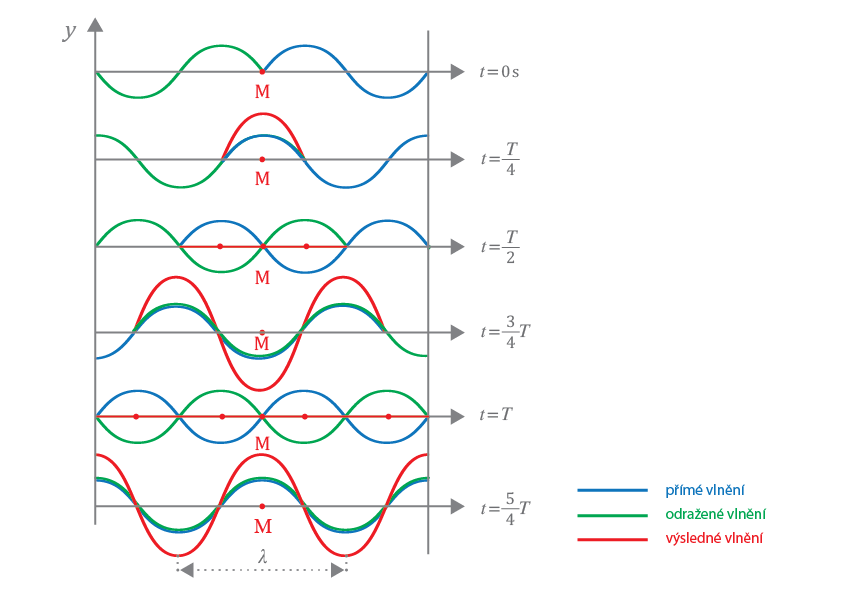 y
t = 0 s
M
t = T/4
M
t = T/2
M
t = 3/4 T
M
t = T
M
t = 5/4 T
M
λ
přímé vlnění
odražené vlnění
výsledné vlnění